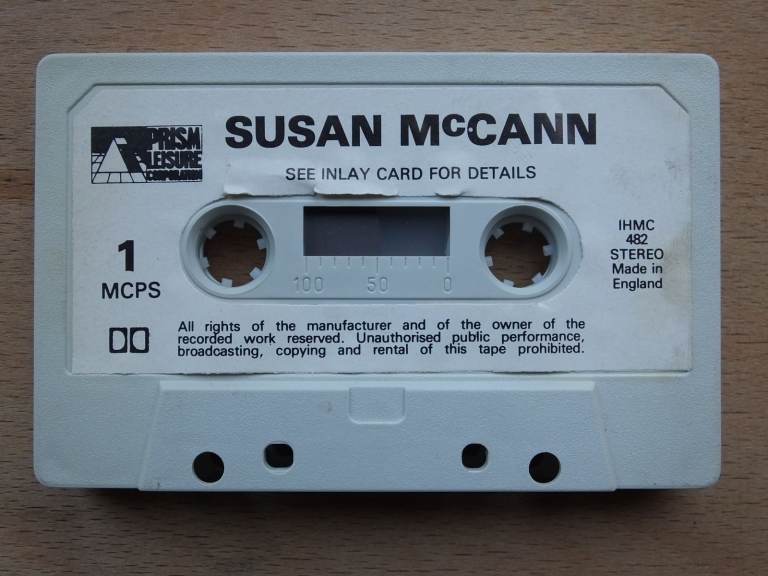 PRISM
LEISURE
CORPORATION
SUSAN McCANN
SEE INLAY CARD FOR DETAILS
1
MCPS
IHMC
482
STEREO
Made in
England
100 50 0
All rights of the manufacturer and of the owner of the
recorded work reserved. Unauthorised public performance,
broadcasting, copying and rental of this tape prohibited.